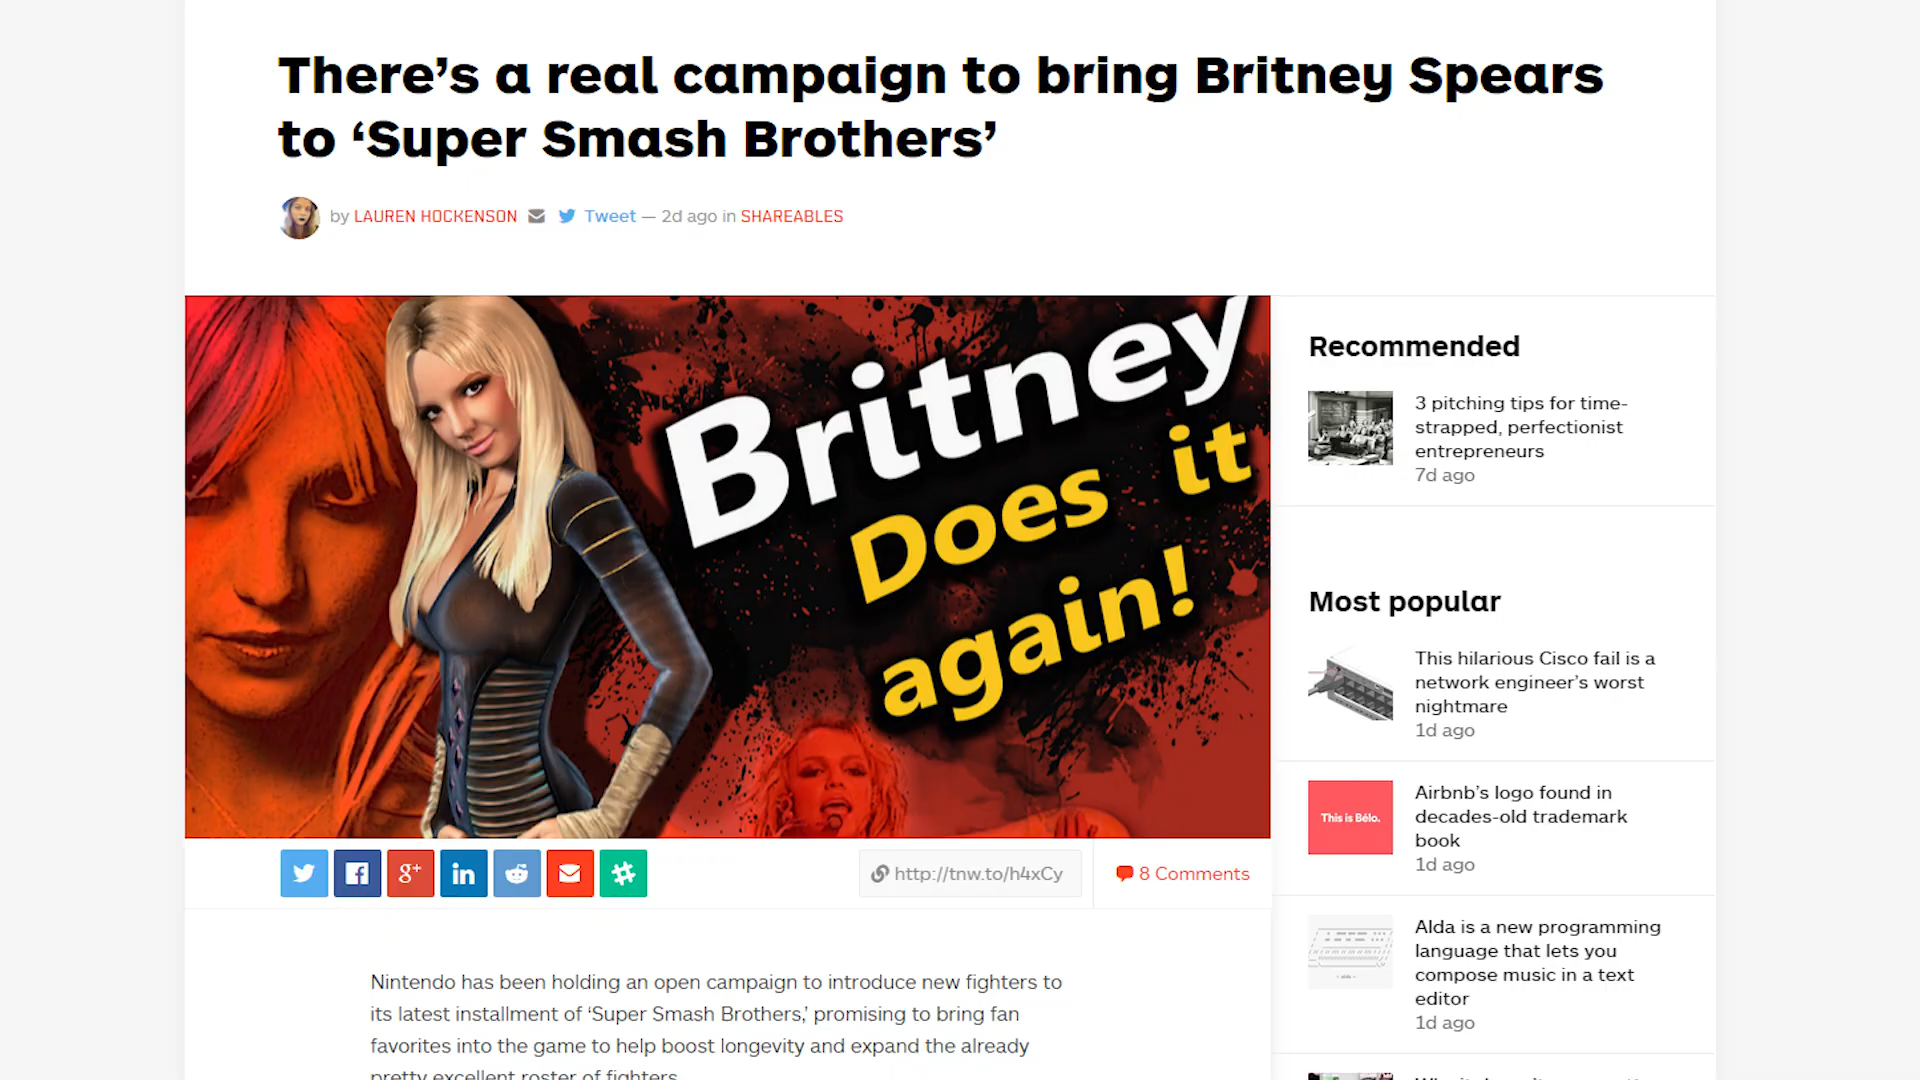 There's a real campaign to bring Britney Spears
to ‘Super Smash Brothers’
by LAUREN HOCKENSON Tweet — 2d ago in SHAREABLES
Britney
Does it
again!
http://tnw.to/h4xCy
8 Comments
Nintendo has been holding an open campaign to introduce new fighters to
its latest installment of ‘Super Smash Brothers,’ promising to bring fan
favorites into the game to help boost longevity and expand the already
pretty excellent roster of fighters.
Recommended
3 pitching tips for time-
strapped, perfectionist
entrepreneurs
7d ago
Most popular
This hilarious Cisco fail is a
network engineer’s worst
nightmare
1d ago
This is Bélo.
Airbnb’s logo found in
decades-old trademark
book
1d ago
Alda is a new programming
language that lets you
compose music in a text
editor
1d ago